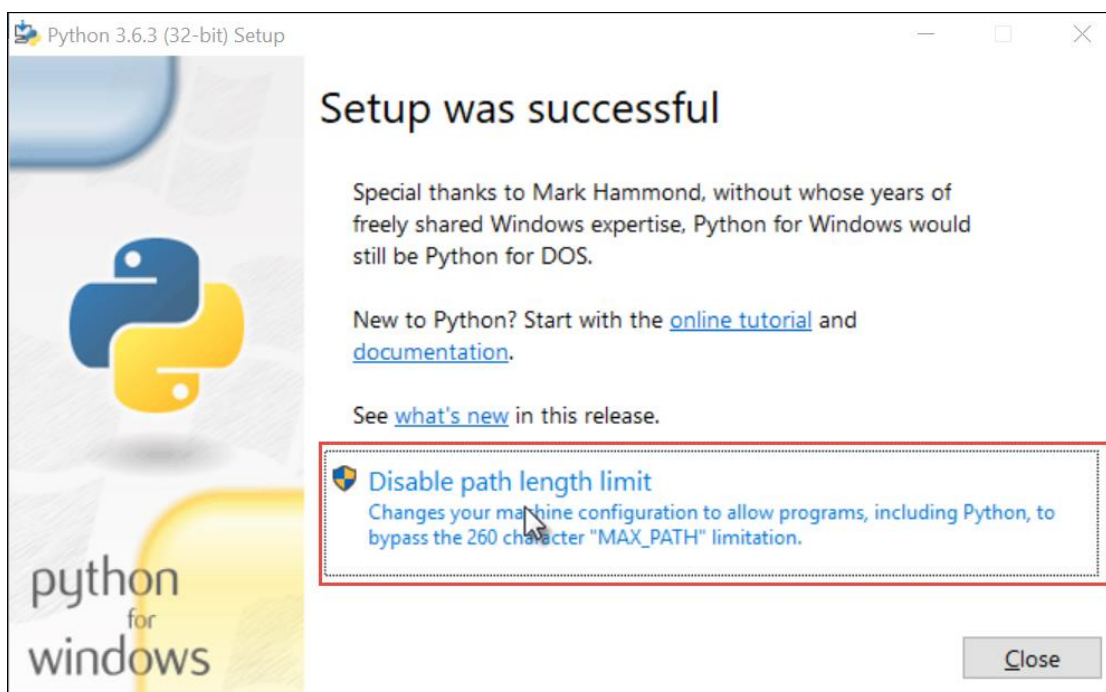 Python 3.6.3 (32-bit) Setup
Setup was successful
Special thanks to Mark Hammond, without whose years of
freely shared Windows expertise, Python for Windows would
still be Python for DOS.
New to Python? Start with the online tutorial and
documentation.
See what's new in this release.
Disable path length limit
Changes your machine configuration to allow programs, including Python, to
bypass the 260 character "MAX_PATH" limitation.
python
for
windows
Close